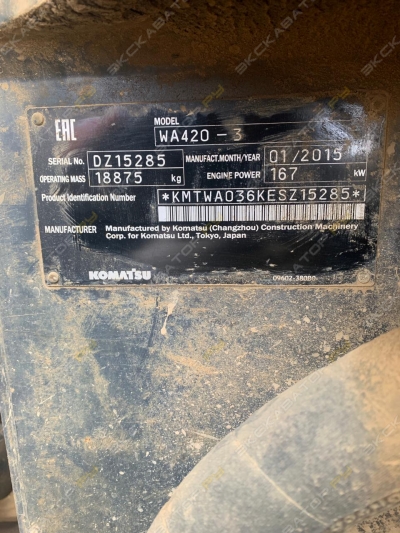 EAC
MODEL
WA420-3
SERIAL No. DZ15285 MANUFACT.MONTH/YEAR 01/2015
OPERATING MASS 18875 kg ENGINE POWER 167 kW
Product Identification Number *KMTWA036KESZ15285*
MANUFACTURER Manufactured by Komatsu (Changzhou) Construction Machinery
Corp. for Komatsu Ltd., Tokyo, Japan
KOMATSU 09602-38000